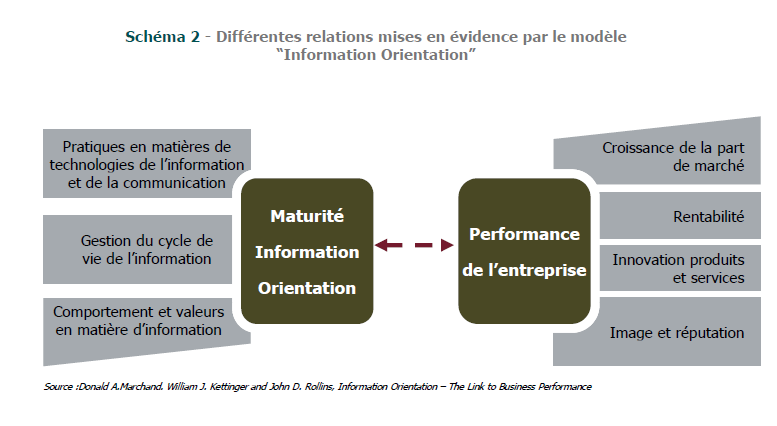 Schéma 2 - Différentes relations mises en évidence par le modèle
“Information Orientation”
Pratiques en matières de
technologies de l’information
et de la communication
Gestion du cycle de
vie de l’information
Comportement et valeurs
en matière d’information
Maturité
Information
Orientation
Performance
de l’entreprise
Croissance de la part
de marché
Rentabilité
Innovation produits
et services
Image et réputation
Source :Donald A.Marchand. William J. Kettinger and John D. Rollins, Information Orientation – The Link to Business Performance